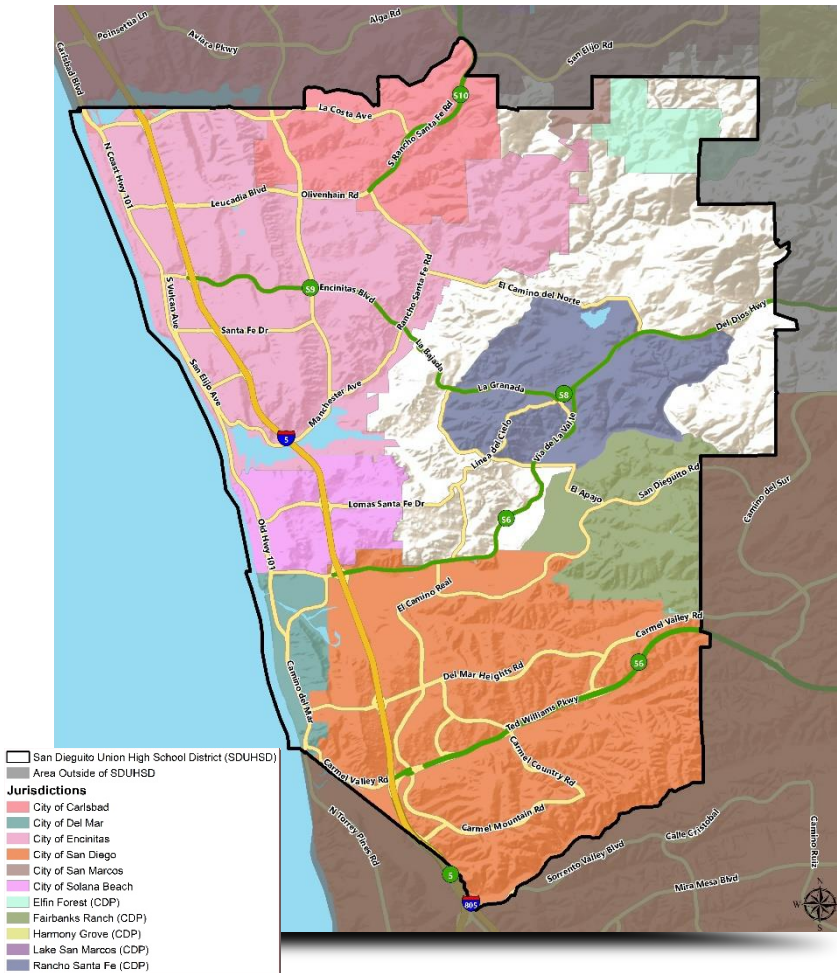 Poinsettia Ln
Aviara Pkwy
Alga Rd
San Elijo Rd
Carlsbad Blvd
La Costa Ave
S10
S Rancho Santa Fe Rd
N Coast Hwy 101
Leucadia Blvd
Olivenhain Rd
S9
Encinitas Blvd
Rancho Santa Fe Rd
El Camino del Norte
S Vulcan Ave
Santa Fe Dr
La Bajada
Del Dios Hwy
San Elijo Ave
Manchester Ave
La Granada
S8
Via de La Valle
Linea del Cielo
5
El Apajo
San Dieguito Rd
Camino del Sur
Lomas Santa Fe Dr
S6
Old Hwy 101
El Camino Real
Carmel Valley Rd
56
Del Mar Heights Rd
Camino del Mar
Ted Williams Pkwy
Carmel Country Rd
Carmel Valley Rd
Carmel Mountain Rd
N Torrey Pines Rd
Calle Cristobal
Camino Ruiz
Sorrento Valley Blvd
Mira Mesa Blvd
5
805
N
W
E
S
San Dieguito Union High School District (SDUHSD)
Area Outside of SDUHSD
Jurisdictions
City of Carlsbad
City of Del Mar
City of Encinitas
City of San Diego
City of San Marcos
City of Solana Beach
Elfin Forest (CDP)
Fairbanks Ranch (CDP)
Harmony Grove (CDP)
Lake San Marcos (CDP)
Rancho Santa Fe (CDP)